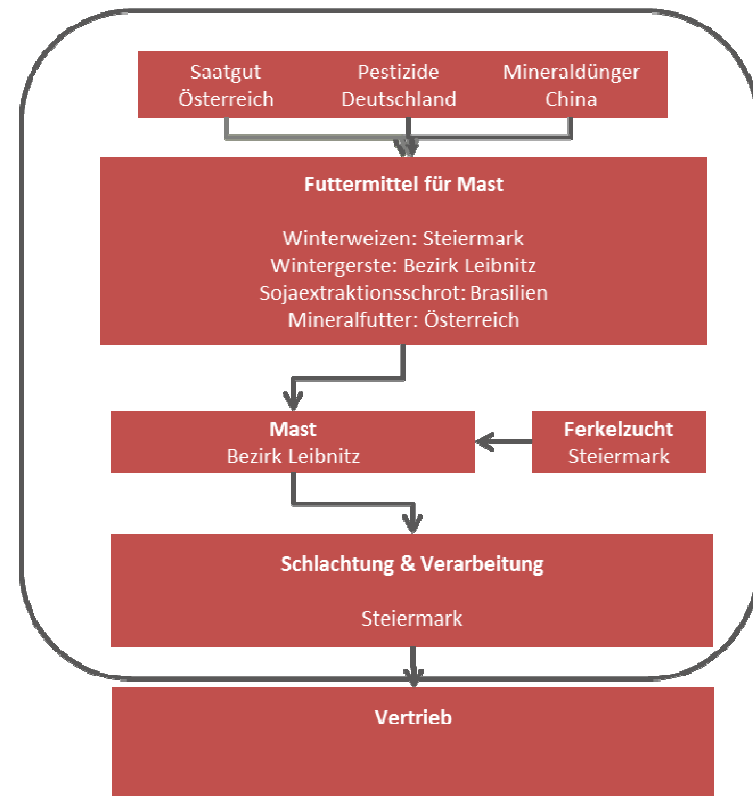 Saatgut Pestizide Mineraldünger
Österreich Deutschland China
Futtermittel für Mast
Winterweizen: Steiermark
Wintergerste: Bezirk Leibnitz
Sojaextraktionsschrot: Brasilien
Mineralfutter: Österreich
Mast
Bezirk Leibnitz
Ferkelzucht
Steiermark
Schlachtung & Verarbeitung
Steiermark
Vertrieb